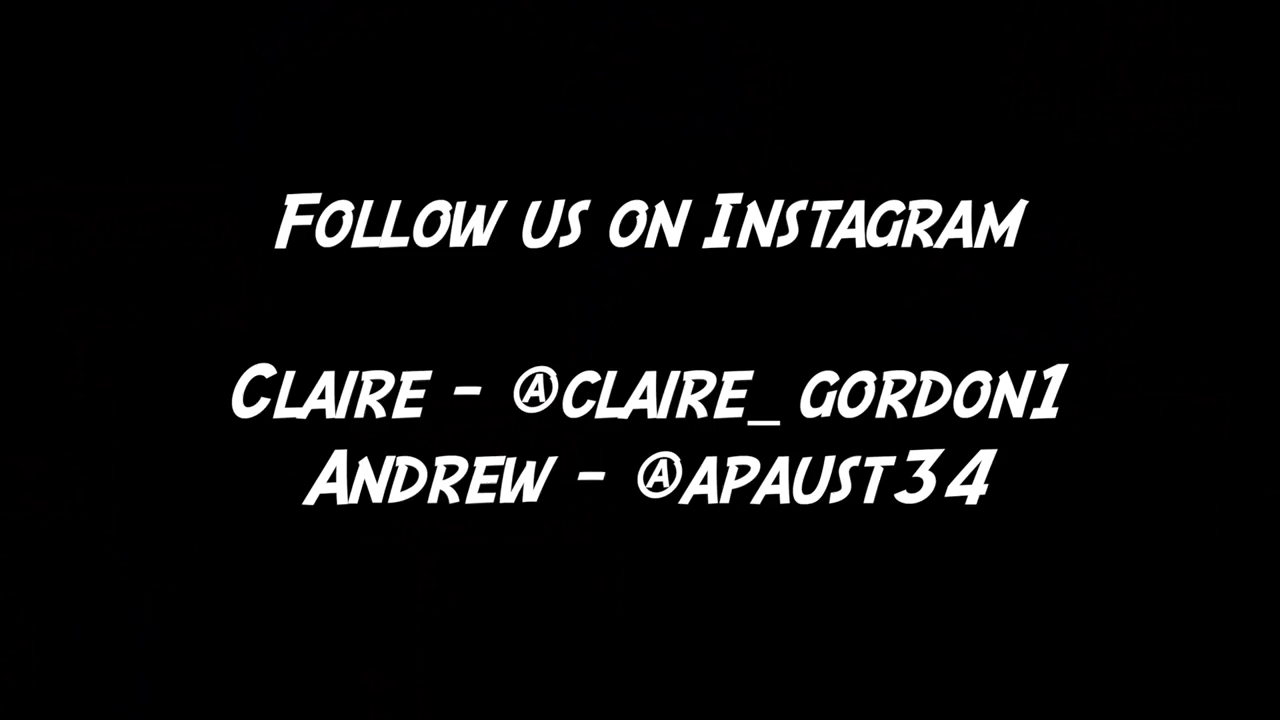 Follow us on Instagram
Claire - @claire_gordon1
Andrew - @apaust34